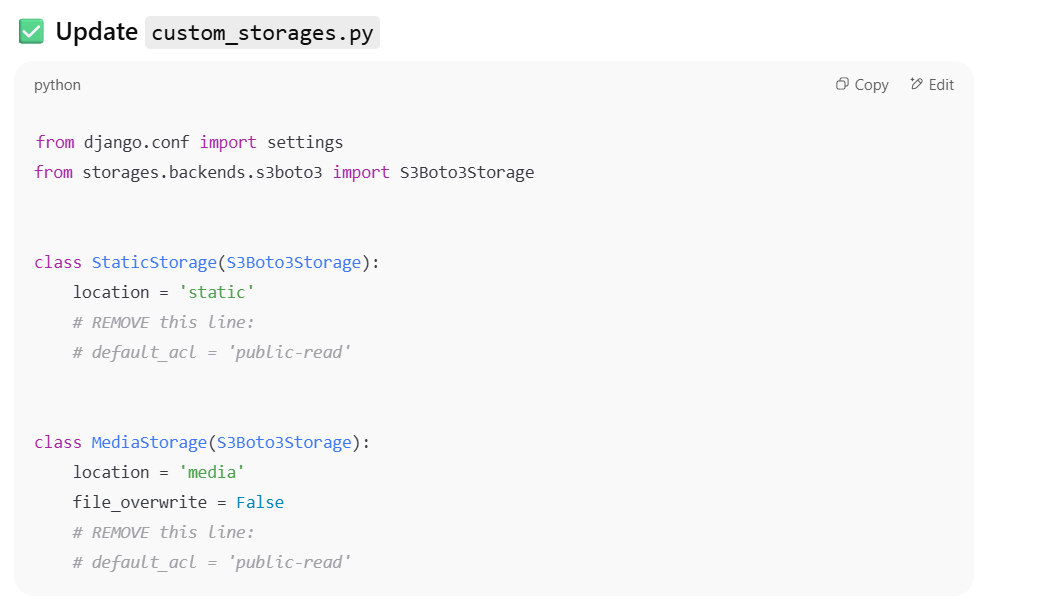 ✅ Update custom_storages.py
python Copy Edit
from django.conf import settings
from storages.backends.s3boto3 import S3Boto3Storage
class StaticStorage(S3Boto3Storage):
    location = 'static'
    # REMOVE this line:
    # default_acl = 'public-read'
class MediaStorage(S3Boto3Storage):
    location = 'media'
    file_overwrite = False
    # REMOVE this line:
    # default_acl = 'public-read'